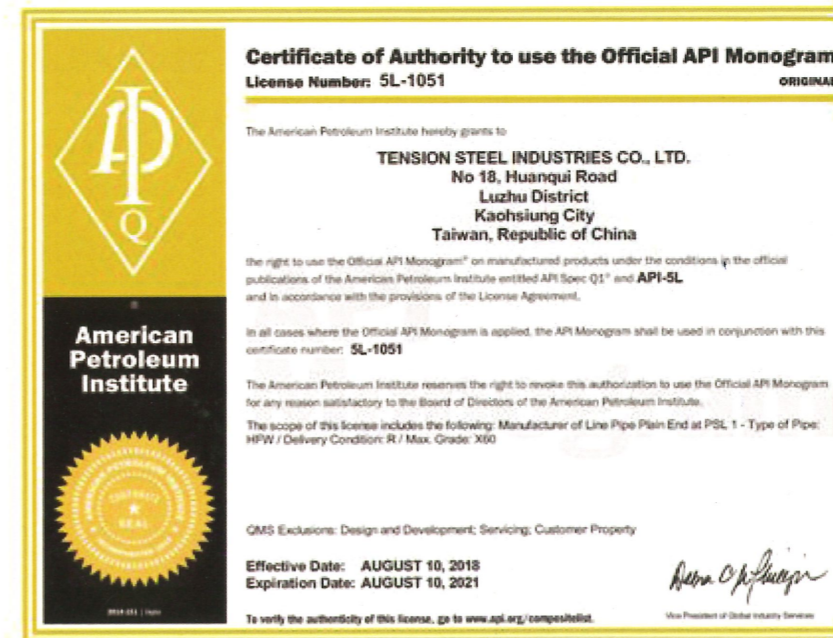 Certificate of Authority to use the Official API Monogram
License Number: 5L-1051
ORIGINAL
The American Petroleum Institute hereby grants to
TENSION STEEL INDUSTRIES CO., LTD.
No 18, Huanqui Road
Luzhu District
Kaohsiung City
Taiwan, Republic of China
the right to use the Official API Monogram® on manufactured products under the conditions in the official
publications of the American Petroleum Institute entitled API Spec Q1® and API-5L
and in accordance with the provisions of the License Agreement.
In all cases where the Official API Monogram is applied, the API Monogram shall be used in conjunction with this
certificate number: 5L-1051
The American Petroleum Institute reserves the right to revoke this authorization to use the Official API Monogram
for any reason satisfactory to the Board of Directors of the American Petroleum Institute.
The scope of this license includes the following: Manufacturer of Line Pipe Plain End at PSL 1 - Type of Pipe:
HFW / Delivery Condition: R / Max. Grade: X60
QMS Exclusions: Design and Development; Servicing; Customer Property
Effective Date: AUGUST 10, 2018
Expiration Date: AUGUST 10, 2021
To verify the authenticity of this license, go to www.api.org/compositelist.
Vice President of Global Industry Services
API
Q
American
Petroleum
Institute
AMERICAN PETROLEUM INSTITUTE
CORPORATE
SEAL